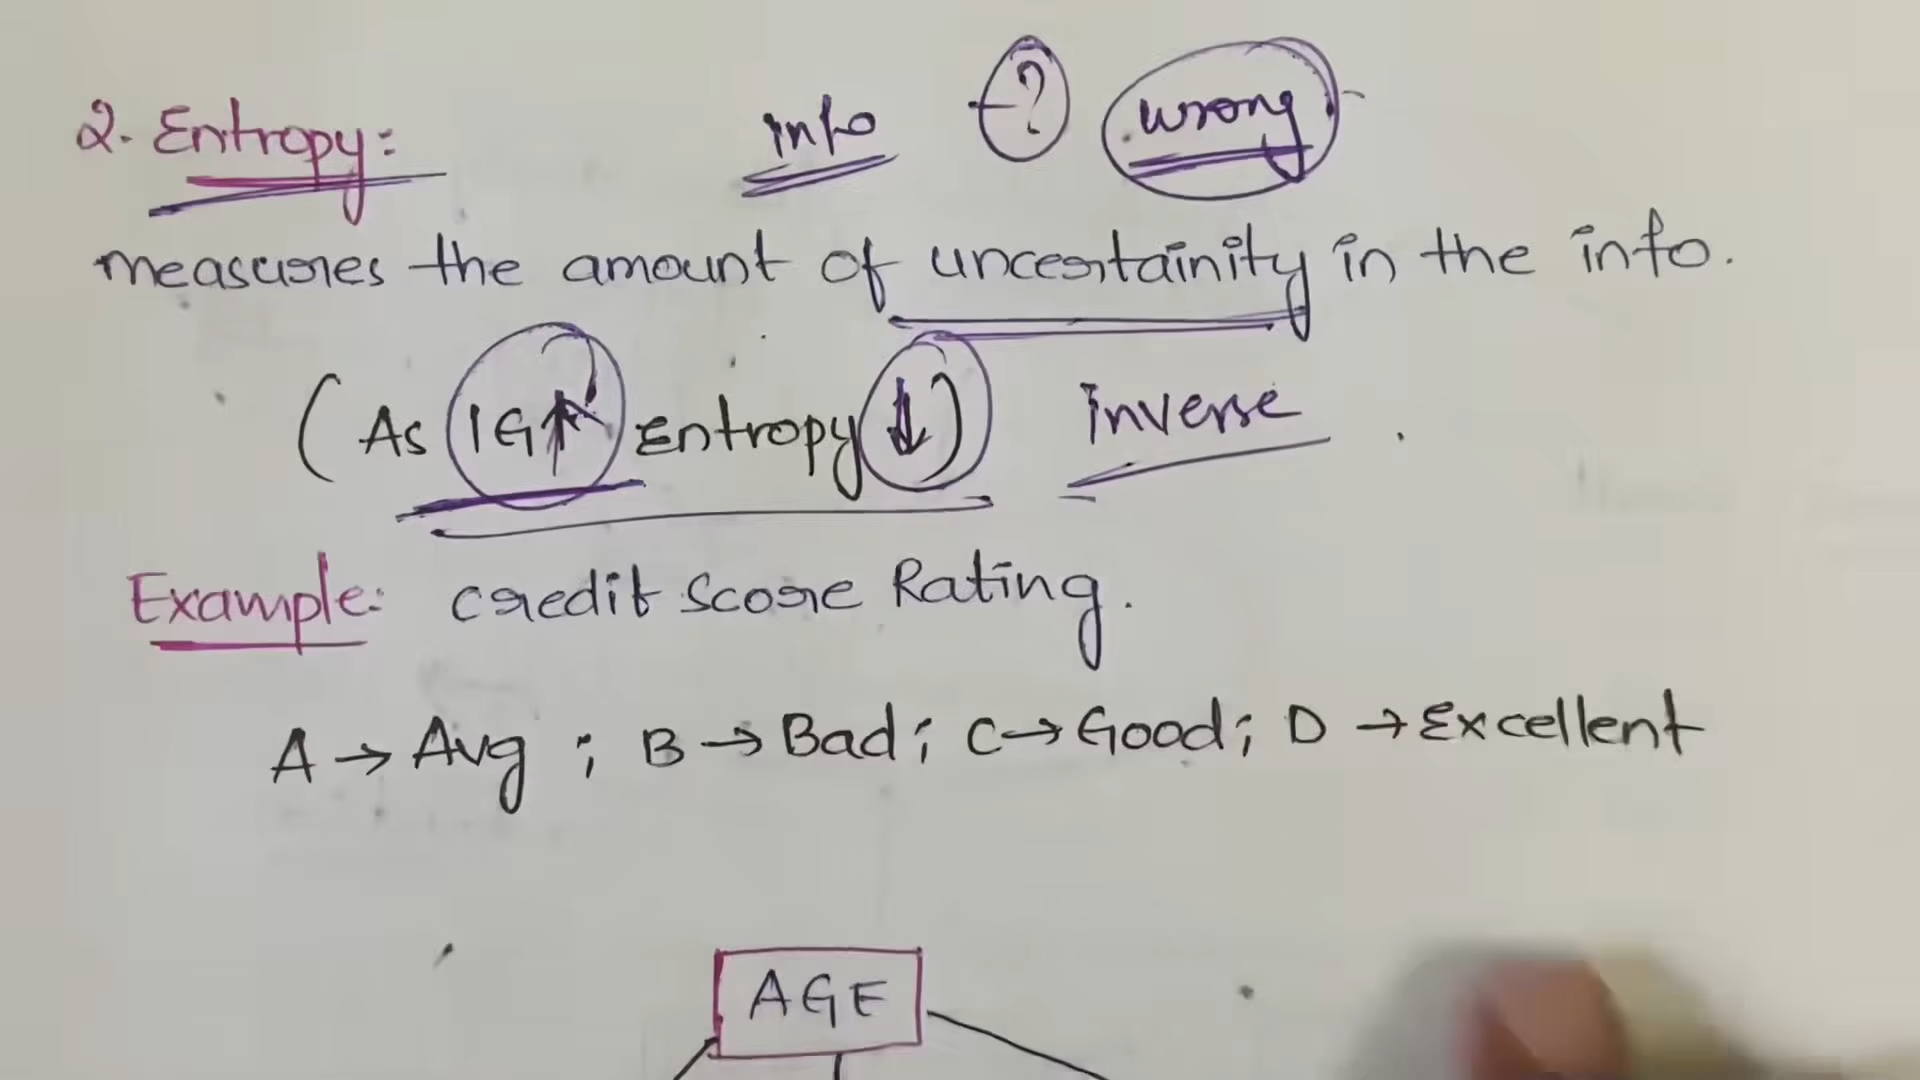 2. Entropy: info ? wrong
measures the amount of uncertainity in the info.
(As IG↑ Entropy↓) inverse
Example: credit score Rating.
A → Avg ; B → Bad ; C → Good ; D → Excellent
AGE